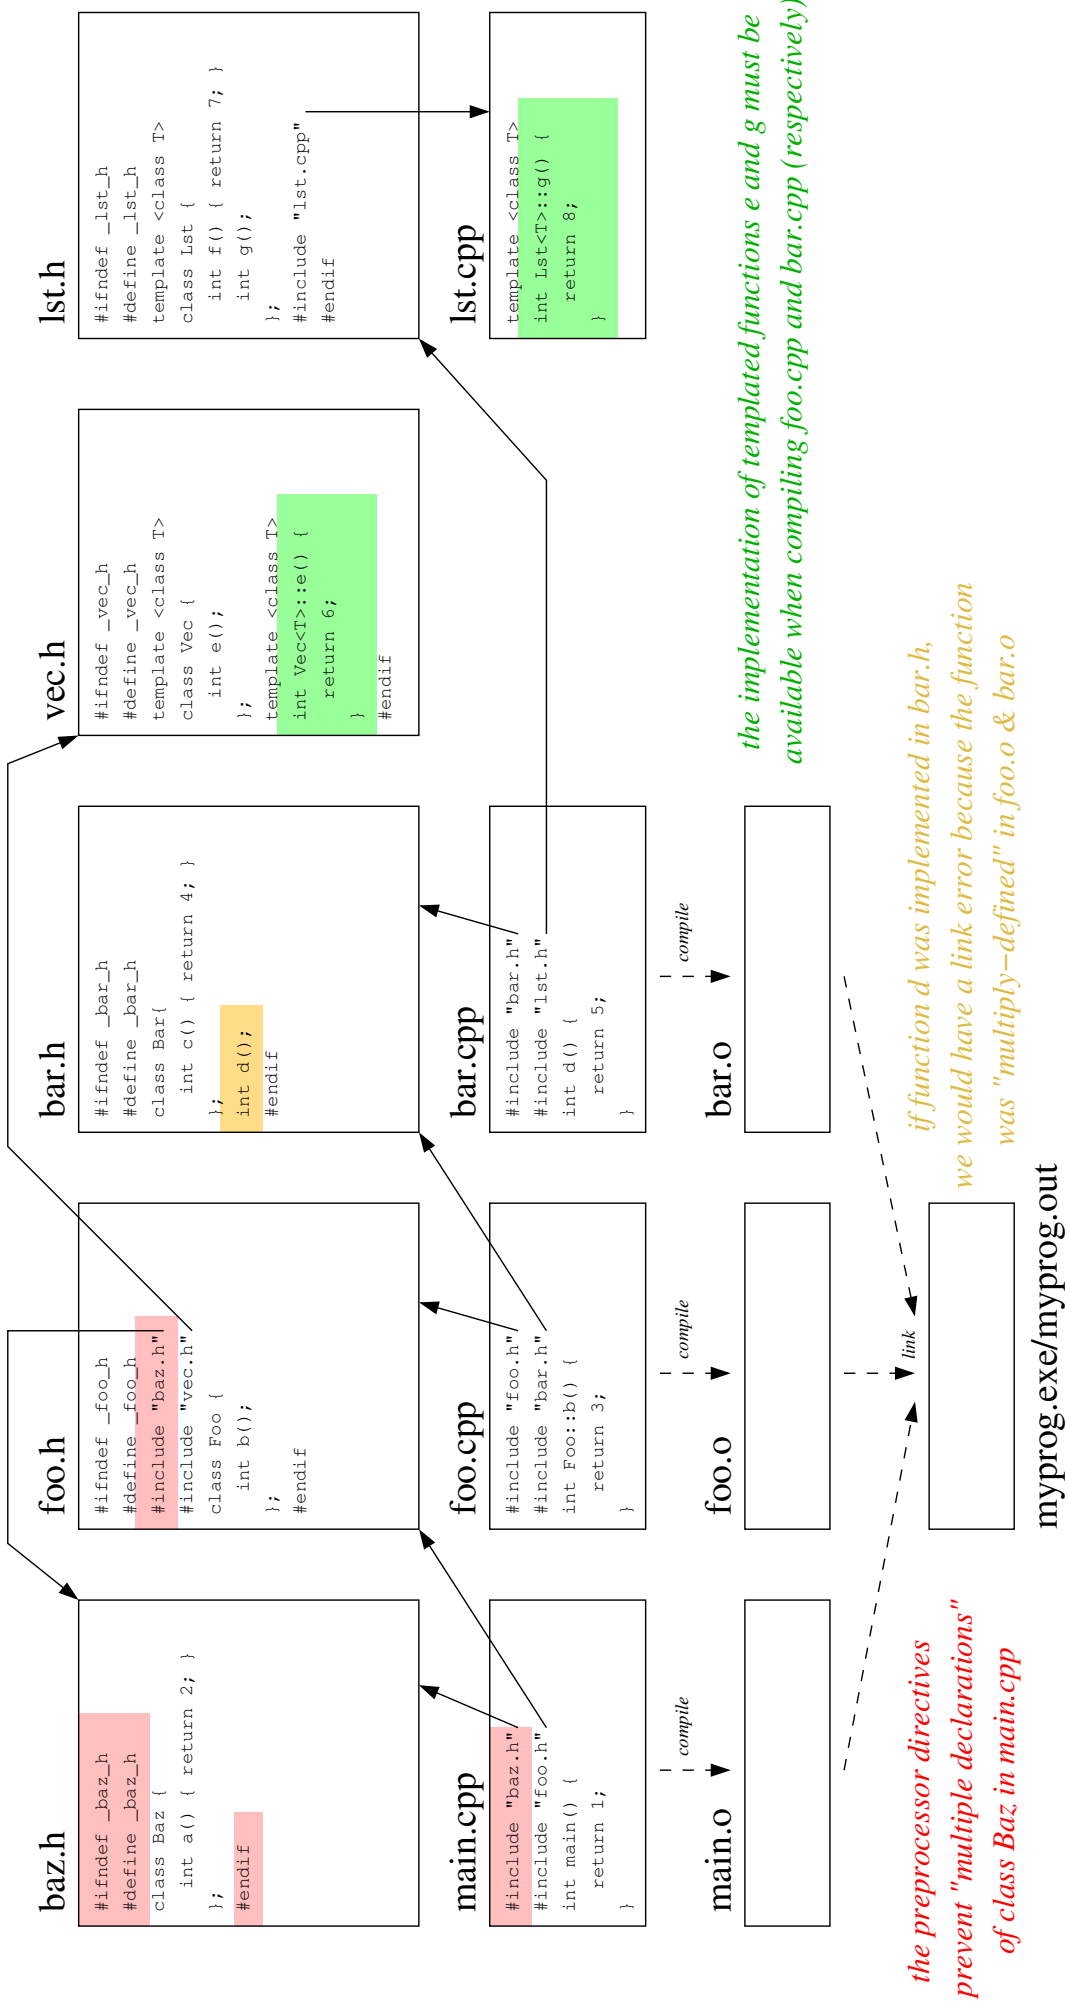 baz.h
#ifndef _baz_h
#define _baz_h
class Baz {
int a() { return 2; }
};
#endif
foo.h
#ifndef _foo_h
#define _foo_h
#include "baz.h"
#include "vec.h"
class Foo {
int b();
};
#endif
bar.h
#ifndef _bar_h
#define _bar_h
class Bar{
int c() { return 4; }
};
int d();
#endif
vec.h
#ifndef _vec_h
#define _vec_h
template <class T>
class Vec {
int e();
};
template <class T>
int Vec<T>::e() {
return 6;
}
#endif
lst.h
#ifndef _lst_h
#define _lst_h
template <class T>
class Lst {
int f() { return 7; }
int g();
};
#include "lst.cpp"
#endif
main.cpp
#include "baz.h"
#include "foo.h"
int main() {
return 1;
}
foo.cpp
#include "foo.h"
#include "bar.h"
int Foo::b() {
return 3;
}
bar.cpp
#include "bar.h"
#include "lst.h"
int d() {
return 5;
}
lst.cpp
template <class T>
int Lst<T>::g() {
return 8;
}
compile
compile
compile
main.o
foo.o
bar.o
the implementation of templated functions e and g must be
available when compiling foo.cpp and bar.cpp (respectively)
link
the preprocessor directives
prevent "multiple declarations"
of class Baz in main.cpp
if function d was implemented in bar.h,
we would have a link error because the function
was "multiply−defined" in foo.o & bar.o
myprog.exe/myprog.out